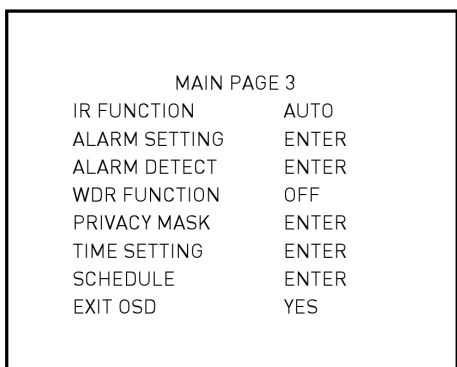 MAIN PAGE 3
IR FUNCTION AUTO
ALARM SETTING ENTER
ALARM DETECT ENTER
WDR FUNCTION OFF
PRIVACY MASK ENTER
TIME SETTING ENTER
SCHEDULE ENTER
EXIT OSD YES